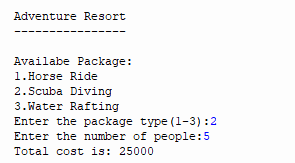 Adventure Resort
----------------
Availabe Package:
1.Horse Ride
2.Scuba Diving
3.Water Rafting
Enter the package type(1-3):2
Enter the number of people:5
Total cost is: 25000